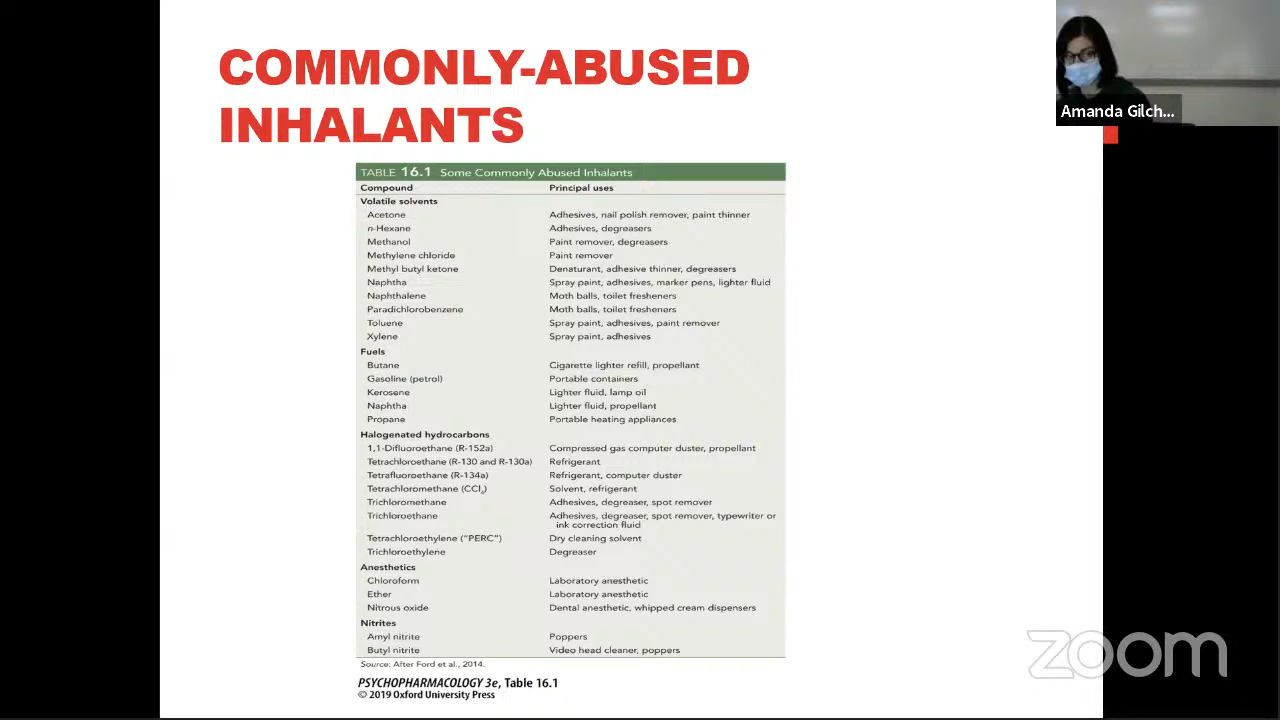 COMMONLY-ABUSED
INHALANTS
Amanda Gilch...
TABLE 16.1 Some Commonly Abused Inhalants
Compound Principal uses
Volatile solvents
Acetone Adhesives, nail polish remover, paint thinner
n-Hexane Adhesives, degreasers
Methanol Paint remover, degreasers
Methylene chloride Paint remover
Methyl butyl ketone Denaturant, adhesive thinner, degreasers
Naphtha Spray paint, adhesives, marker pens, lighter fluid
Naphthalene Moth balls, toilet fresheners
Paradichlorobenzene Moth balls, toilet fresheners
Toluene Spray paint, adhesives, paint remover
Xylene Spray paint, adhesives
Fuels
Butane Cigarette lighter refill, propellant
Gasoline (petrol) Portable containers
Kerosene Lighter fluid, lamp oil
Naphtha Lighter fluid, propellant
Propane Portable heating appliances
Halogenated hydrocarbons
1,1-Difluoroethane (R-152a) Compressed gas computer duster, propellant
Tetrachloroethane (R-130 and R-130a) Refrigerant
Tetrafluoroethane (R-134a) Refrigerant, computer duster
Tetrachloromethane (CCl₄) Solvent, refrigerant
Trichloromethane Adhesives, degreaser, spot remover
Trichloroethane Adhesives, degreaser, spot remover, typewriter or
ink correction fluid
Tetrachloroethylene ("PERC") Dry cleaning solvent
Trichloroethylene Degreaser
Anesthetics
Chloroform Laboratory anesthetic
Ether Laboratory anesthetic
Nitrous oxide Dental anesthetic, whipped cream dispensers
Nitrites
Amyl nitrite Poppers
Butyl nitrite Video head cleaner, poppers
Source: After Ford et al., 2014.
PSYCHOPHARMACOLOGY 3e, Table 16.1
© 2019 Oxford University Press
zoom